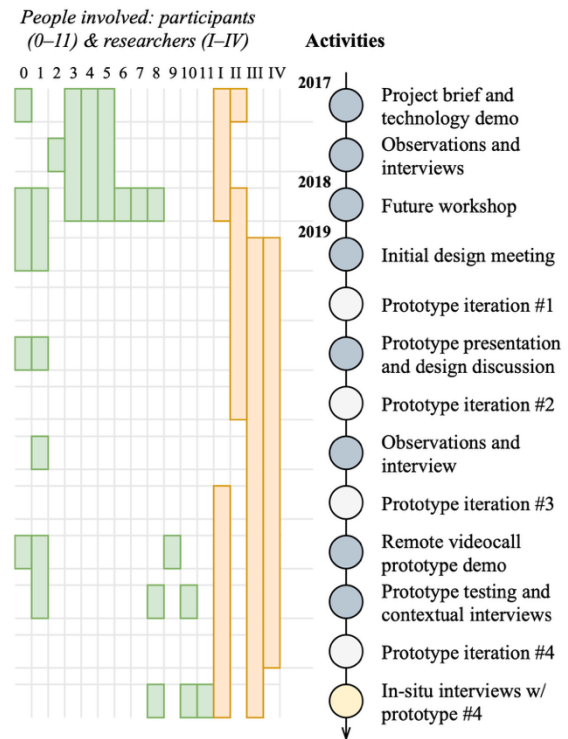 People involved: participants
(0–11) & researchers (I–IV)
Activities
0 1 2 3 4 5 6 7 8 9 10 11 I II III IV
2017
Project brief and
technology demo
Observations and
interviews
2018
Future workshop
2019
Initial design meeting
Prototype iteration #1
Prototype presentation
and design discussion
Prototype iteration #2
Observations and
interview
Prototype iteration #3
Remote videocall
prototype demo
Prototype testing and
contextual interviews
Prototype iteration #4
In-situ interviews w/
prototype #4